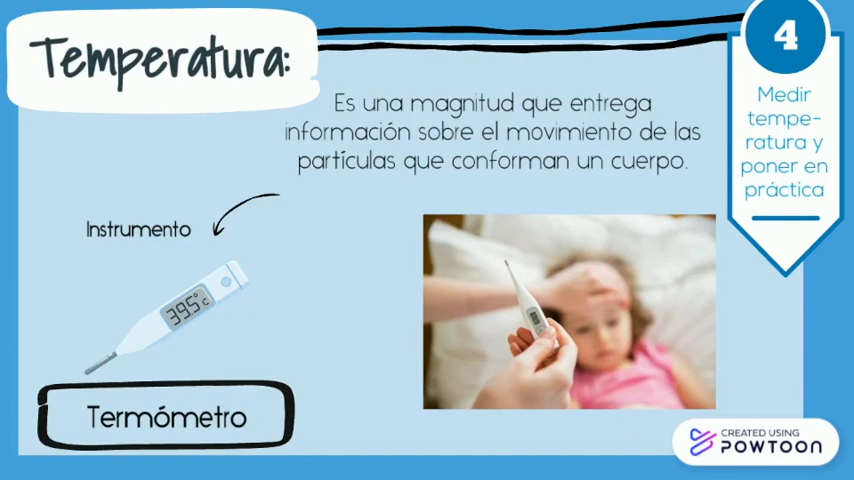 Temperatura:
4
Medir
tempe-
ratura y
poner en
práctica
Es una magnitud que entrega
información sobre el movimiento de las
partículas que conforman un cuerpo.
Instrumento
39.5°c
Termómetro
CREATED USING
POWTOON